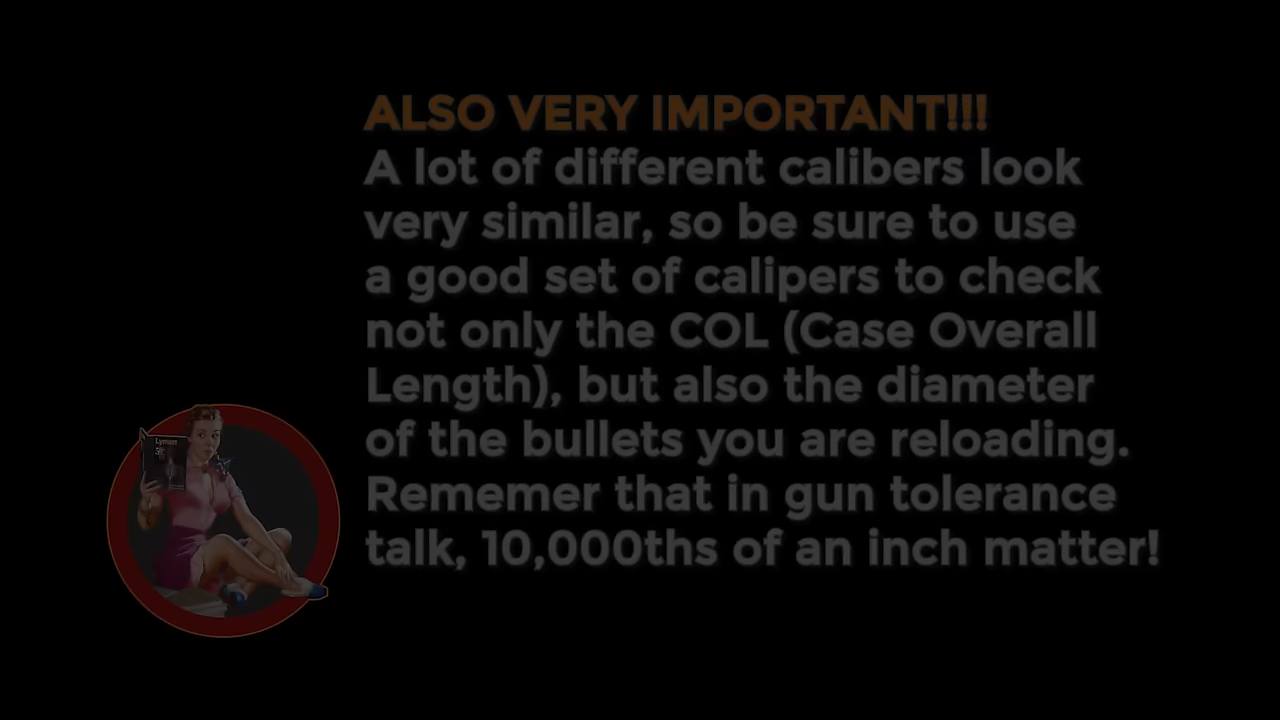 ALSO VERY IMPORTANT!!!
A lot of different calibers look
very similar, so be sure to use
a good set of calipers to check
not only the COL (Case Overall
Length), but also the diameter
of the bullets you are reloading.
Rememer that in gun tolerance
talk, 10,000ths of an inch matter!
Lyman